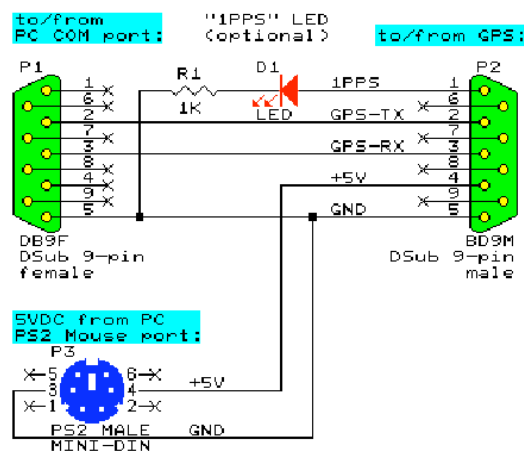 to/from
PC COM port:
"1PPS" LED
(optional)
to/from GPS:
P1
R1
D1
P2
1K
LED
1PPS
GPS-TX
GPS-RX
+5V
GND
1
6
2
7
3
8
4
9
5
1
6
2
7
3
8
4
9
5
DB9F
DSub 9-pin
female
BD9M
DSub 9-pin
male
5VDC from PC
PS2 Mouse port:
P3
5 6
3 4
1 2
+5V
PS2 MALE
MINI-DIN
GND